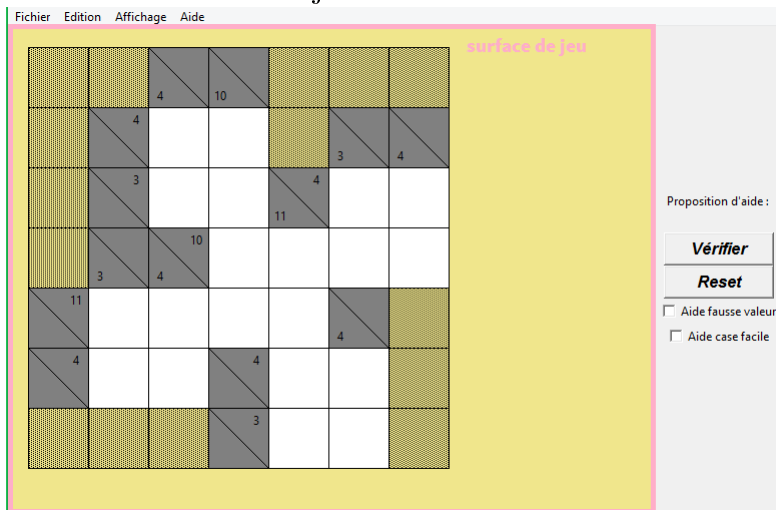 Fichier Edition Affichage Aide
surface de jeu
4 10
4
3 4
3
4
11
Proposition d'aide :
10
3 4
Vérifier
Reset
11
4
Aide fausse valeur
Aide case facile
4 4
3